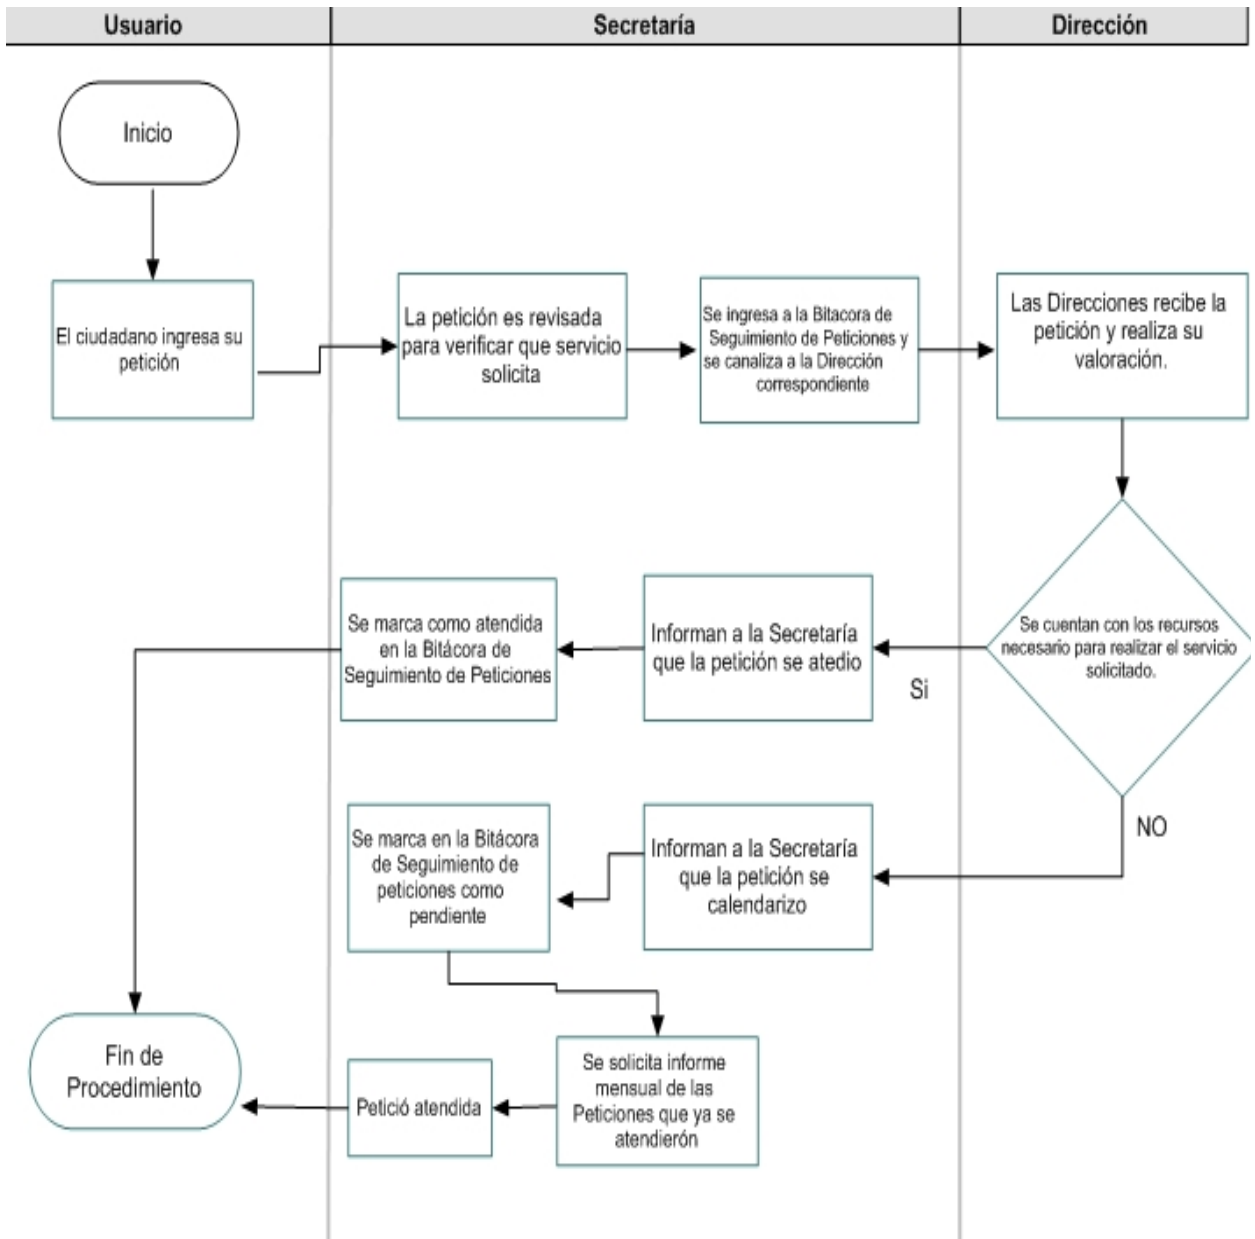 Usuario
Secretaría
Dirección
Inicio
El ciudadano ingresa su
petición
La petición es revisada
para verificar que servicio
solicita
Se ingresa a la Bitacora de
Seguimiento de Peticiones y
se canaliza a la Dirección
correspondiente
Las Direcciones recibe la
petición y realiza su
valoración.
Se cuentan con los recursos
necesario para realizar el servicio
solicitado.
Si
Informan a la Secretaría
que la petición se atedio
Se marca como atendida
en la Bitácora de
Seguimiento de Peticiones
NO
Informan a la Secretaría
que la petición se
calendarizo
Se marca en la Bitácora
de Seguimiento de
peticiones como
pendiente
Se solicita informe
mensual de las
Peticiones que ya se
atendierón
Petició atendida
Fin de
Procedimiento